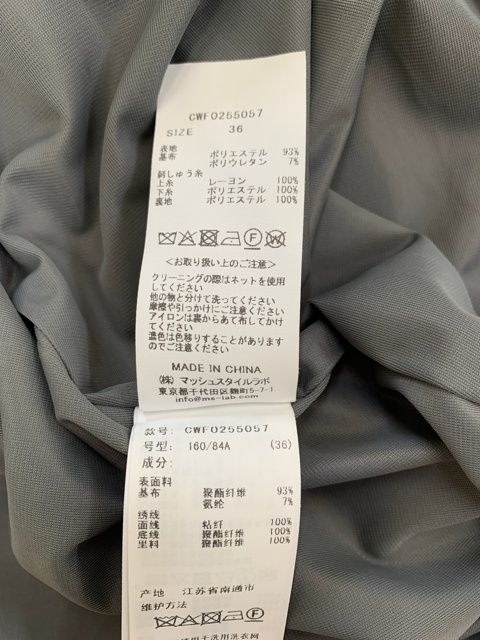 CWF0255057
SIZE 36
表地
基布 ポリエステル 93%
ポリウレタン 7%
刺しゅう糸
上糸 レーヨン 100%
下糸 ポリエステル 100%
裏地 ポリエステル 100%
F W
<お取り扱い上のご注意>
クリーニングの際はネットを使用
してください
他の物と分けて洗ってください
摩擦や引っかけにご注意ください
アイロンは裏からあて布してかけ
てください
濃色は色移りすることがあります
のでご注意ください
MADE IN CHINA
(株)マッシュスタイルラボ
東京都千代田区麹町5-7-1
info@ms-lab.com
款号: CWF0255057
号型: 160/84A (36)
成分:
表面料
基布 聚酯纤维 93%
氨纶 7%
绣线
面线 粘纤 100%
底线 聚酯纤维 100%
里料 聚酯纤维 100%
产地 江苏省南通市
维护方法
F